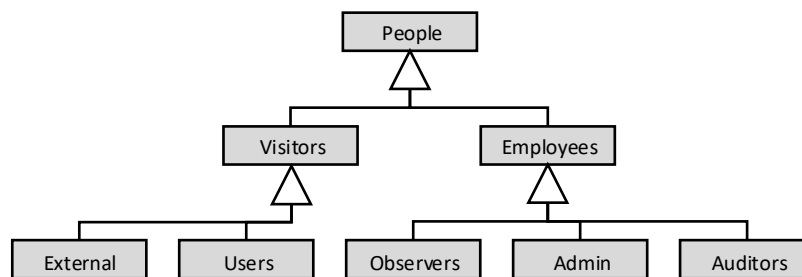 People
Visitors
Employees
External
Users
Observers
Admin
Auditors